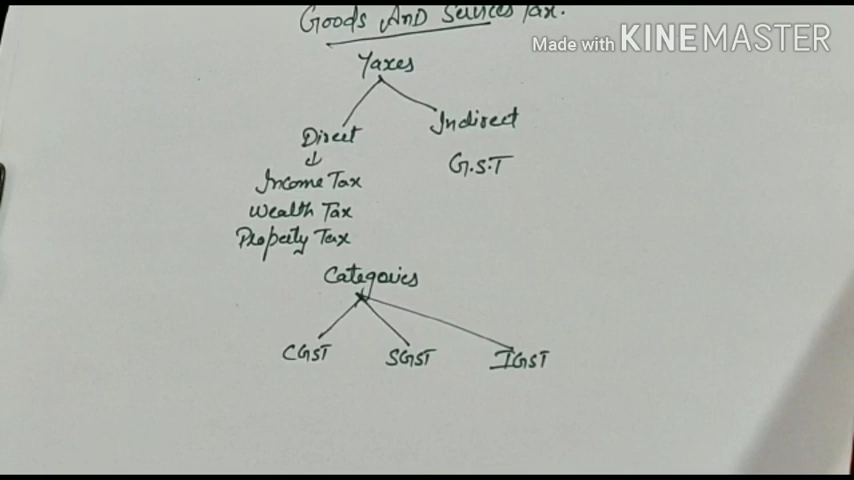 Goods And Services Tax.
Made with KINEMASTER
Taxes
Direct
Indirect
G.S.T
Income Tax
Wealth Tax
Property Tax
Categories
CGST
SGST
IGST